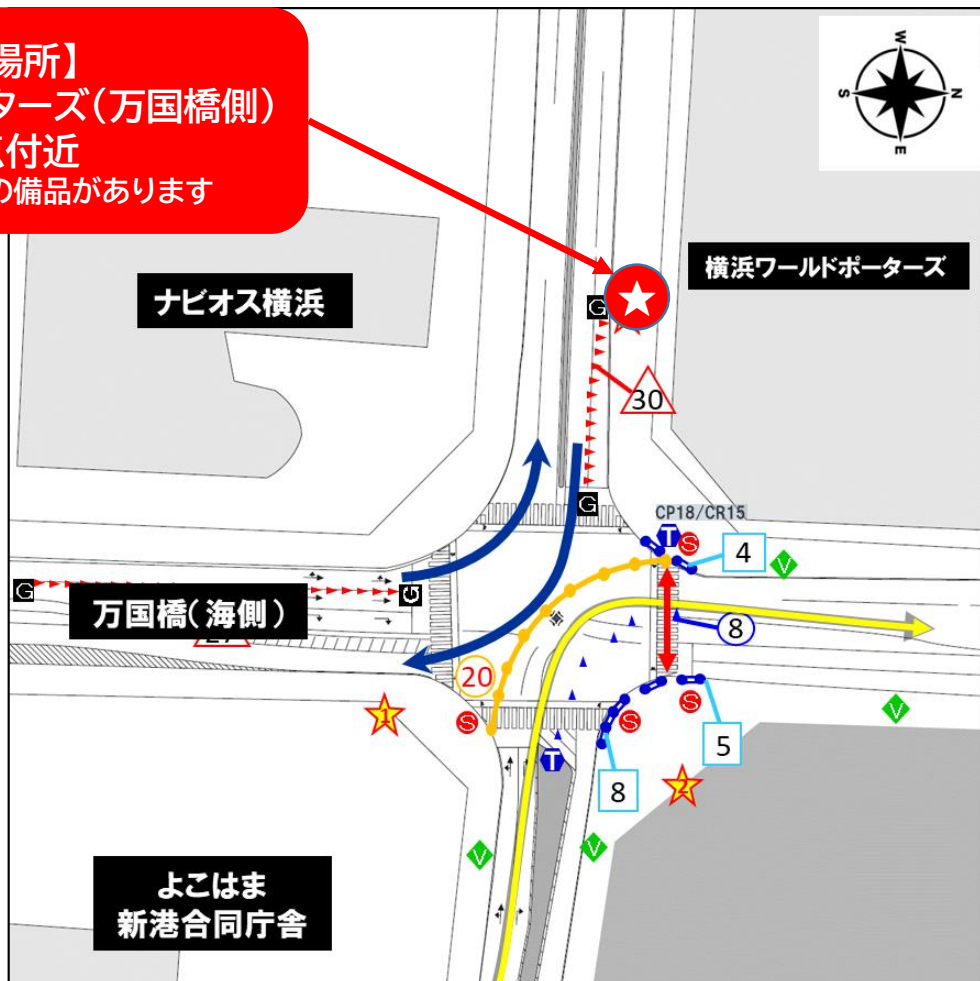 場所】
ターズ(万国橋側)
付近
の備品があります
W
S
N
E
ナビオス横浜
横浜ワールドポーターズ
G
30
G
CP18/CR15
T
S
4
V
G
G
万国橋(海側)
8
20
1
S
S
S
5
V
T
8
2
V
V
よこはま
新港合同庁舎